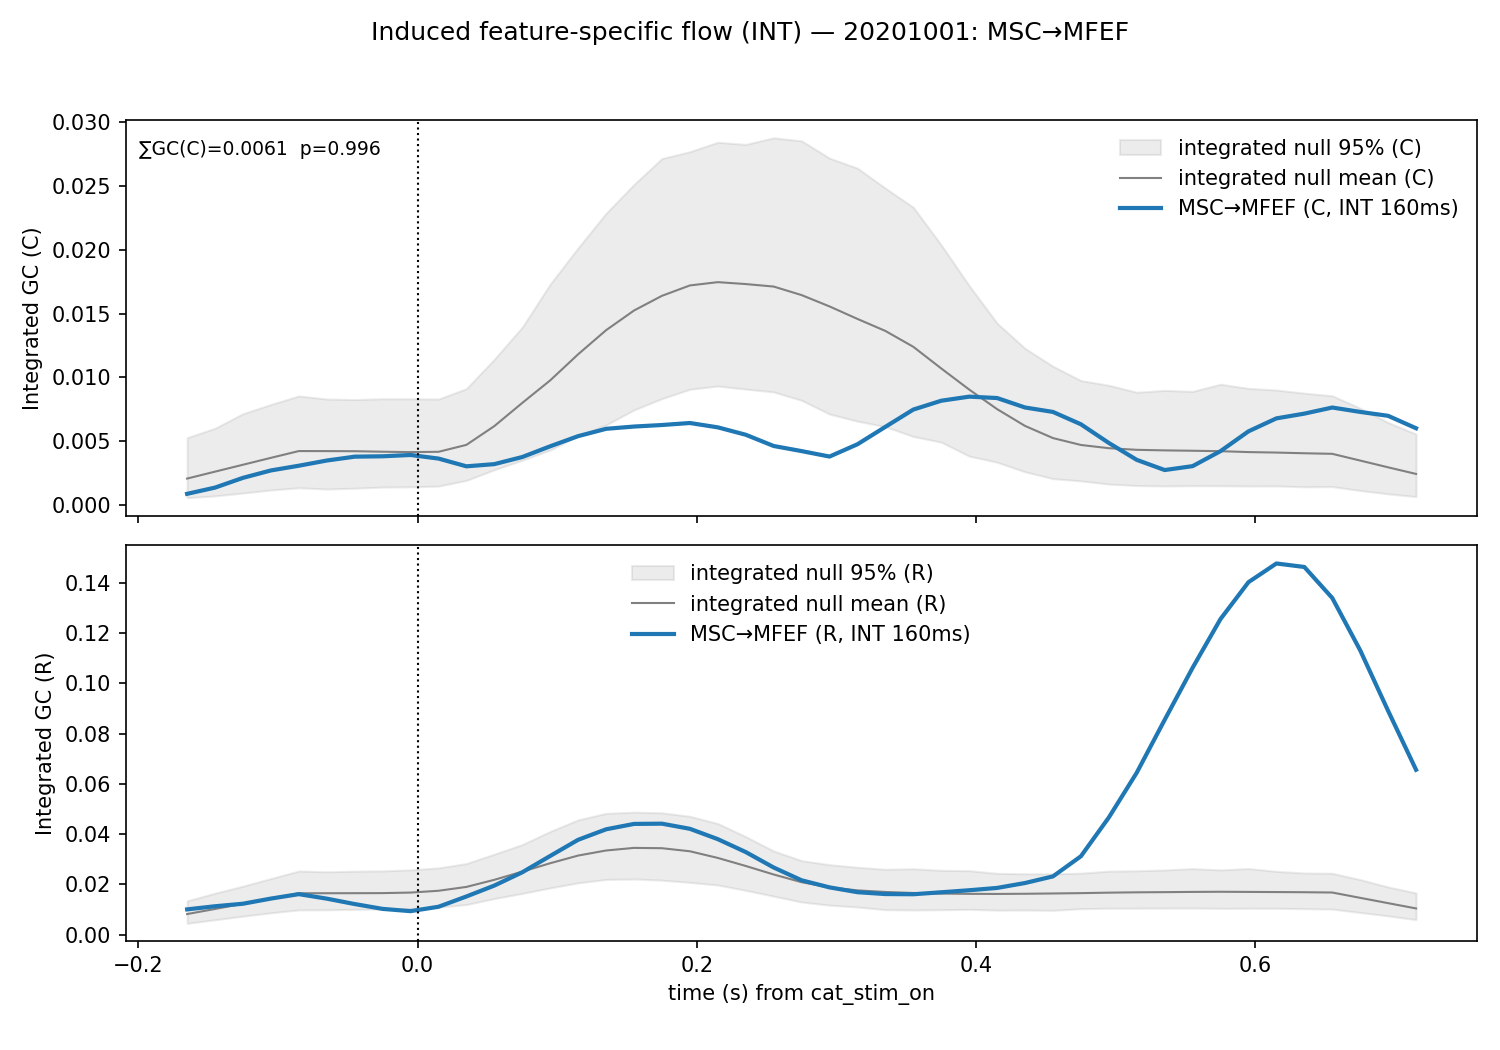 Induced feature-specific flow (INT) — 20201001: MSC→MFEF
0.030
0.025
0.020
0.015
0.010
0.005
0.000
Integrated GC (C)
∑GC(C)=0.0061  p=0.996
integrated null 95% (C)
integrated null mean (C)
MSC→MFEF (C, INT 160ms)
0.14
0.12
0.10
0.08
0.06
0.04
0.02
0.00
Integrated GC (R)
integrated null 95% (R)
integrated null mean (R)
MSC→MFEF (R, INT 160ms)
−0.2 0.0 0.2 0.4 0.6
time (s) from cat_stim_on